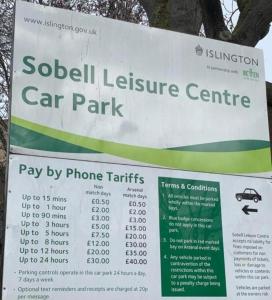 www.islington.gov.uk
ISLINGTON
In partnership with
Sobell Leisure Centre
Car Park
Pay by Phone Tariffs
Non match days
Arsenal match days
Up to 15 mins £0.50 £0.50
Up to 1 hour £2.00 £2.00
Up to 90 mins £3.00 £3.00
Up to 3 hours £5.00 £15.00
Up to 5 hours £7.50 £20.00
Up to 8 hours £12.00 £30.00
Up to 12 hours £20.00 £35.00
Up to 24 hours £30.00 £40.00
· Parking controls operate in this car park 24 hours a day,
7 days a week
· Optional text reminders and receipts are charged at 20p
per message
Terms & Conditions
1. All vehicles must be parked
wholly within the marked
bays.
2. Blue badge concessions
do not apply in this car
park.
3. Do not park in red marked
bay on Arsenal event days.
4. Any vehicle parked in
contravention of the
restrictions within this
car park may be subject
to a penalty charge being
issued.
Sobell Leisure Centre
accepts no liability for
fines imposed on
customers for non
payment of tickets,
loss or damage to
vehicles or contents
within this car park.
Vehicles are parked
at the owners risk!